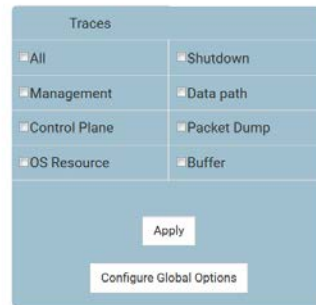 Traces
All
Shutdown
Management
Data path
Control Plane
Packet Dump
OS Resource
Buffer
Apply
Configure Global Options